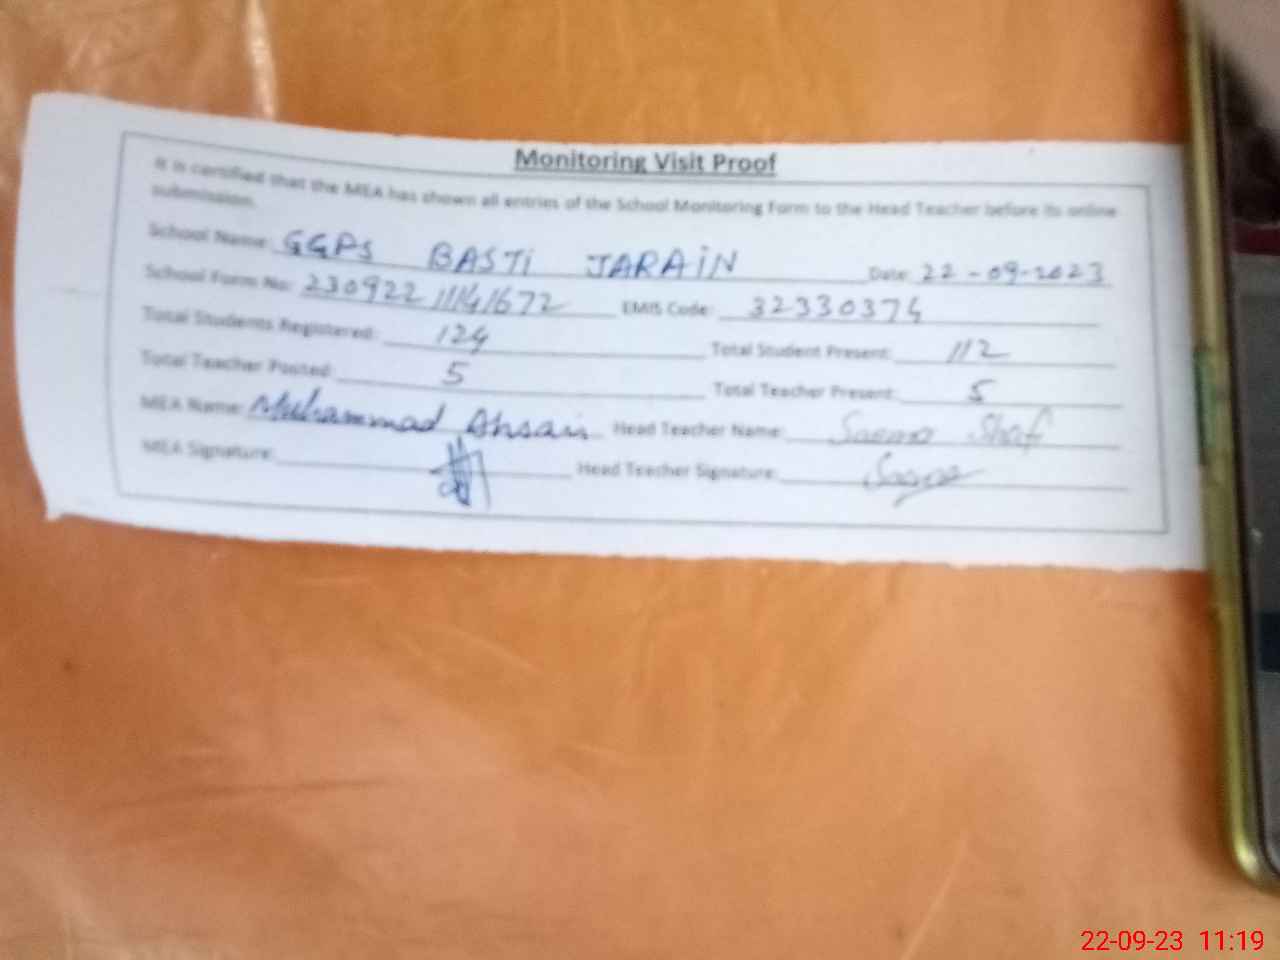 Monitoring Visit Proof
It is certified that the MEA has shown all entries of the School Monitoring Form to the Head Teacher before its online
submission.
School Name: GGPS BASTI JARAIN Date: 22-09-2023
School Form No: 230922 EMIS Code: 32330374
Total Students Registered: 124 Total Student Present: 112
Total Teacher Posted: 5 Total Teacher Present: 5
MEA Name: Muhammad Ahsan Head Teacher Name:
MEA Signature: Head Teacher Signature:
22-09-23 11:19